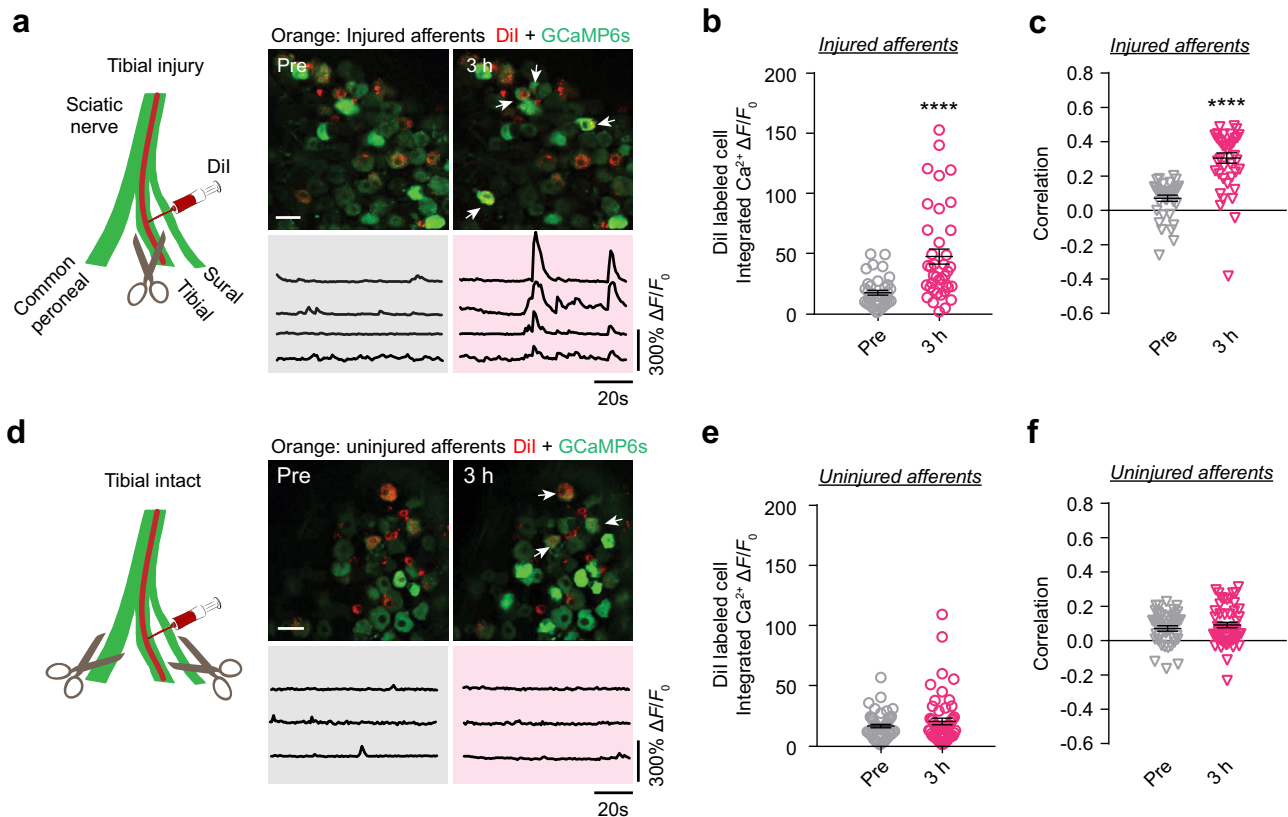 a
Orange: Injured afferents DiI + GCaMP6s
Tibial injury
Sciatic
nerve
DiI
Common
peroneal
Tibial
Sural
Pre
3 h
300% ΔF/F0
20s
b
Injured afferents
DiI labeled cell
Integrated Ca2+ ΔF/F0
200
150
100
50
0
****
Pre
3 h
c
Injured afferents
Correlation
0.8
0.6
0.4
0.2
0.0
-0.2
-0.4
-0.6
****
Pre
3 h
d
Orange: uninjured afferents DiI + GCaMP6s
Tibial intact
Pre
3 h
300% ΔF/F0
20s
e
Uninjured afferents
DiI labeled cell
Integrated Ca2+ ΔF/F0
200
150
100
50
0
Pre
3 h
f
Uninjured afferents
Correlation
0.8
0.6
0.4
0.2
0.0
-0.2
-0.4
-0.6
Pre
3 h